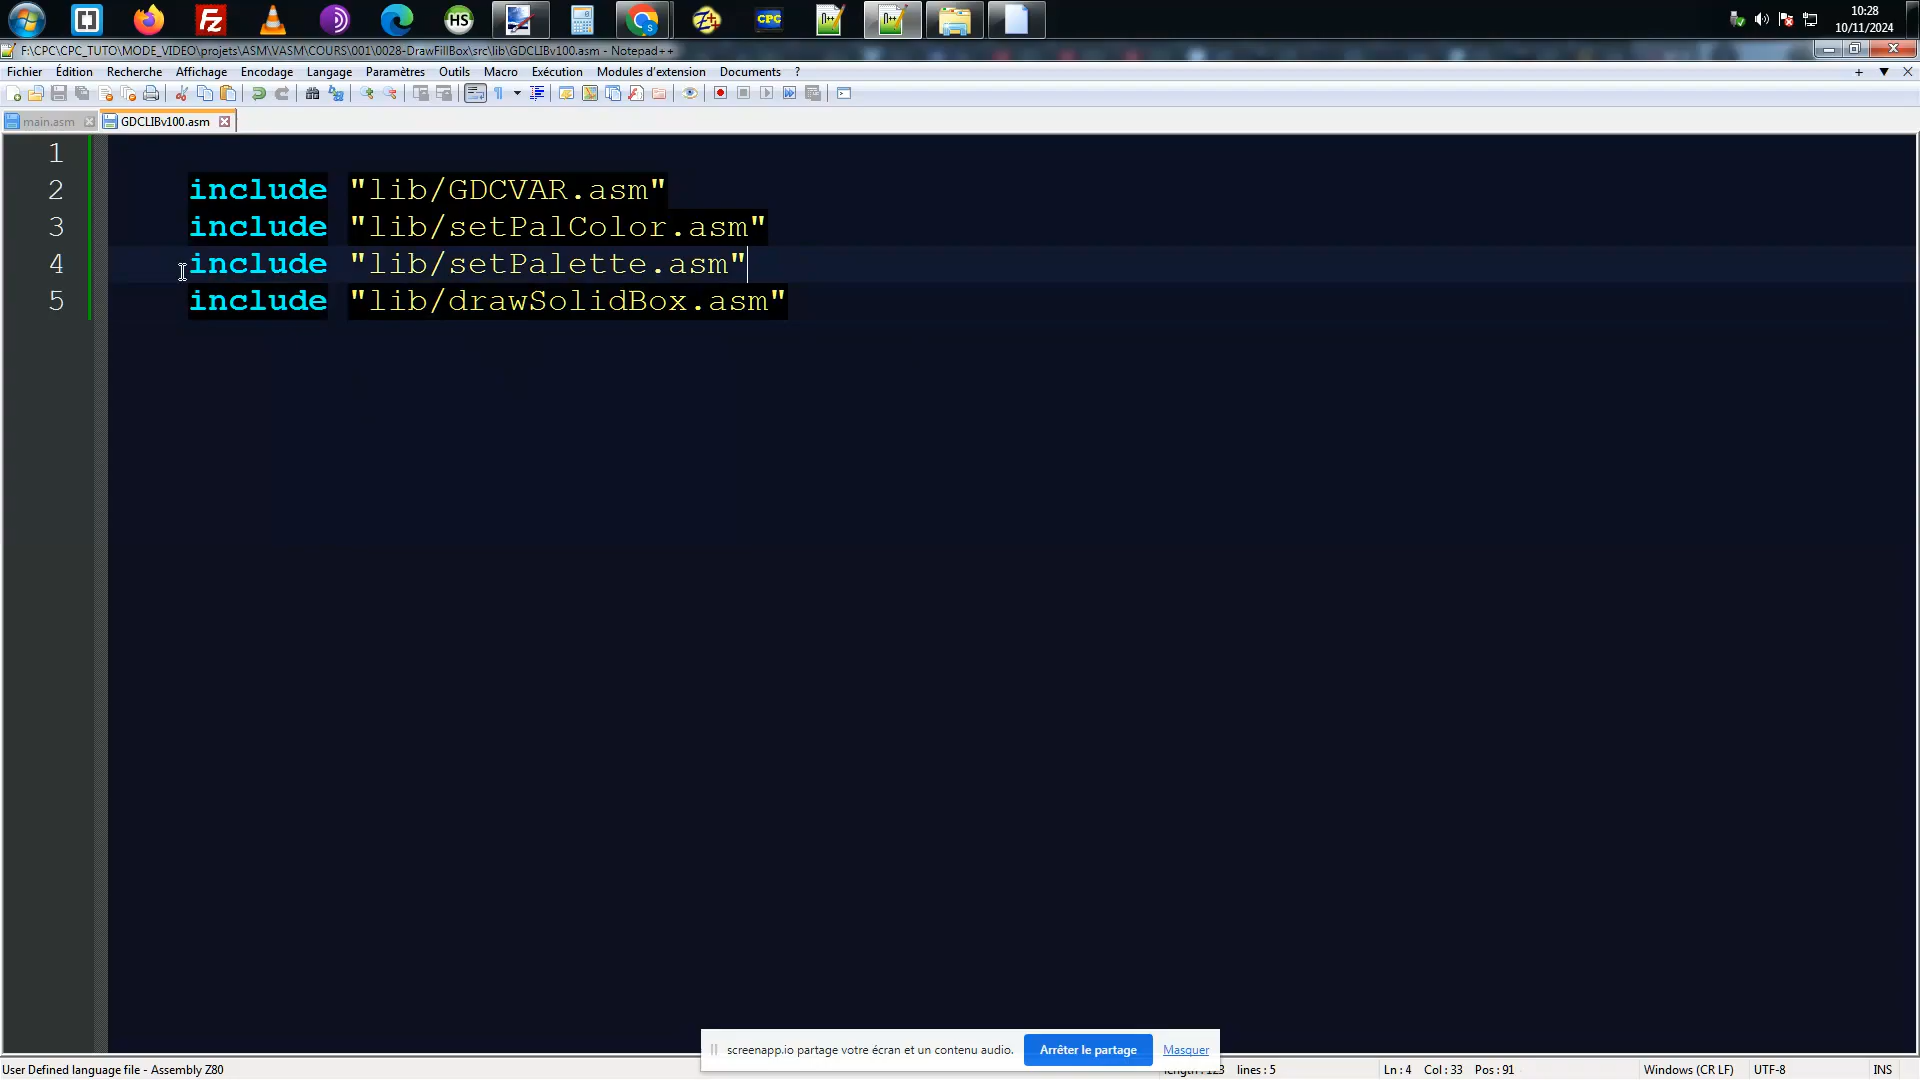 HS
CPC
10:28
10/11/2024
F:\CPC\CPC_TUTO\MODE_VIDEO\projets\ASM\VASM\COURS\001\0028-DrawFillBox\src\lib\GDCLIBv100.asm - Notepad++
Fichier Édition Recherche Affichage Encodage Langage Paramètres Outils Macro Exécution Modules d'extension Documents ?
main.asm GDCLIBv100.asm
1
2 include "lib/GDCVAR.asm"
3 include "lib/setPalColor.asm"
4 include "lib/setPalette.asm"
5 include "lib/drawSolidBox.asm"
screenapp.io partage votre écran et un contenu audio. Arrêter le partage Masquer
User Defined language file - Assembly Z80 lines : 5 Ln : 4 Col : 33 Pos : 91 Windows (CR LF) UTF-8 INS